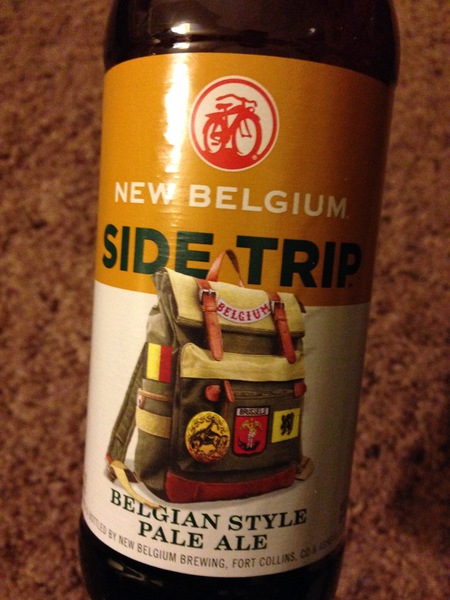 NEW BELGIUM
SIDE TRIP
BELGIUM
BRUSSELS
BELGIAN STYLE
PALE ALE
BOTTLED BY NEW BELGIUM BREWING, FORT COLLINS, CO &